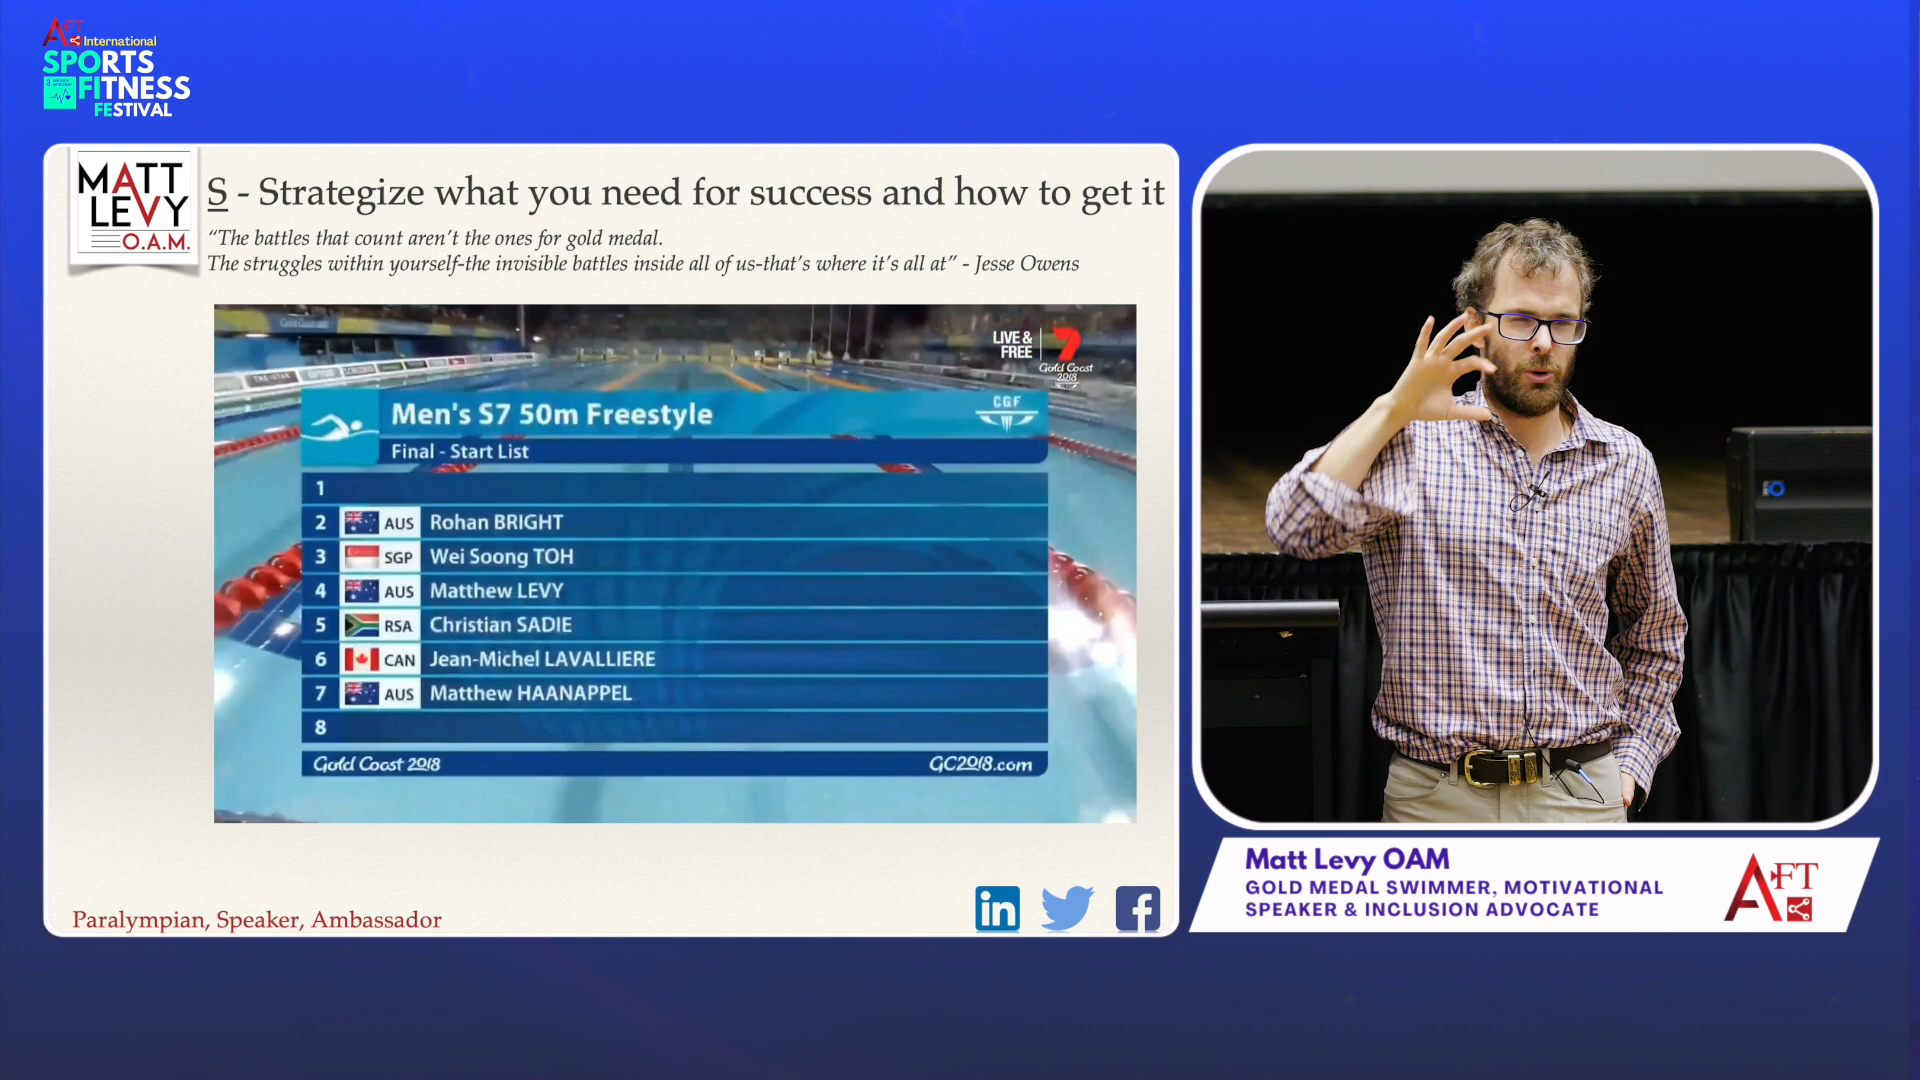 AFT
International
SPORTS
FITNESS
FESTIVAL
MATT
LEVY
O.A.M.
S - Strategize what you need for success and how to get it
“The battles that count aren’t the ones for gold medal.
The struggles within yourself-the invisible battles inside all of us-that’s where it’s all at” - Jesse Owens
LIVE &
FREE
7
Gold Coast
2018
Men's S7 50m Freestyle
CGF
Final - Start List
1
2 AUS Rohan BRIGHT
3 SGP Wei Soong TOH
4 AUS Matthew LEVY
5 RSA Christian SADIE
6 CAN Jean-Michel LAVALLIERE
7 AUS Matthew HAANAPPEL
8
Gold Coast 2018
GC2018.com
Paralympian, Speaker, Ambassador
in
f
Matt Levy OAM
GOLD MEDAL SWIMMER, MOTIVATIONAL
SPEAKER & INCLUSION ADVOCATE
AFT